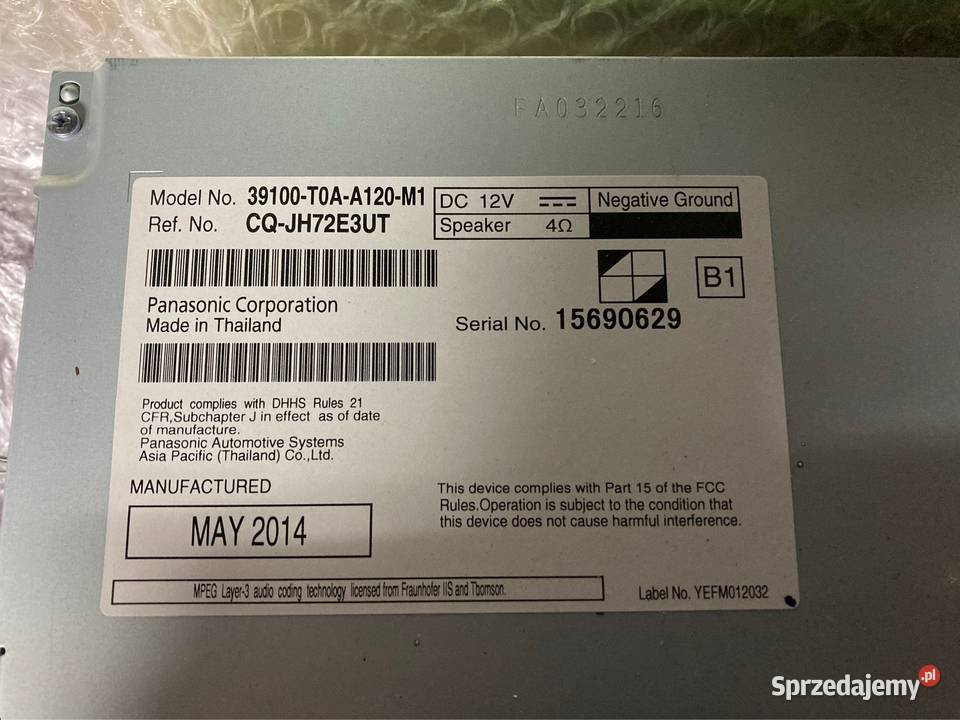 FA032216
Model No. 39100-T0A-A120-M1
Ref. No. CQ-JH72E3UT
DC 12V
Negative Ground
Speaker 4Ω
B1
Panasonic Corporation
Made in Thailand
Serial No. 15690629
Product complies with DHHS Rules 21
CFR,Subchapter J in effect as of date
of manufacture.
Panasonic Automotive Systems
Asia Pacific (Thailand) Co.,Ltd.
MANUFACTURED
MAY 2014
This device complies with Part 15 of the FCC
Rules.Operation is subject to the condition that
this device does not cause harmful interference.
MPEG Layer-3 audio coding technology licensed from Fraunhofer IIS and Thomson.
Label No. YEFM012032
Sprzedajemy.pl